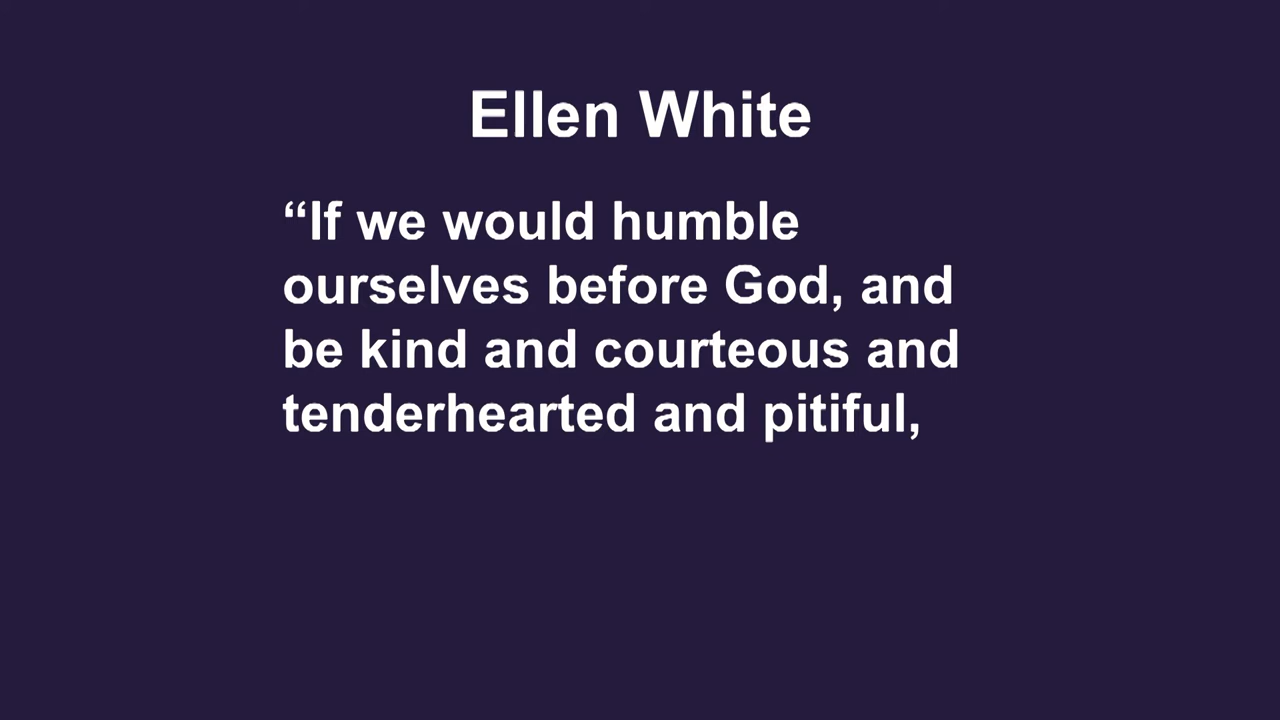 Ellen White
“If we would humble
ourselves before God, and
be kind and courteous and
tenderhearted and pitiful,